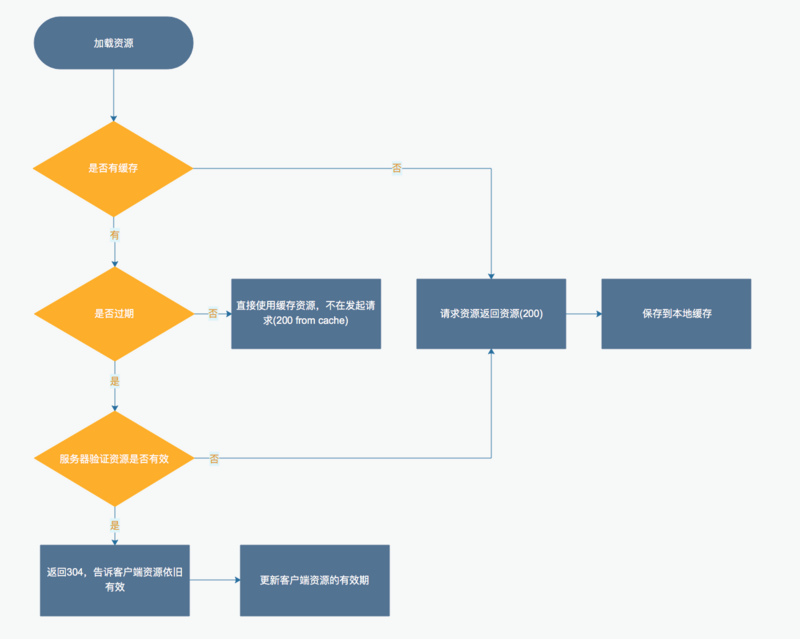 加载资源
是否有缓存
否
有
是否过期
否
直接使用缓存资源，不在发起请
求(200 from cache)
请求资源返回资源(200)
保存到本地缓存
是
服务器验证资源是否有效
否
是
返回304，告诉客户端资源依旧
有效
更新客户端资源的有效期